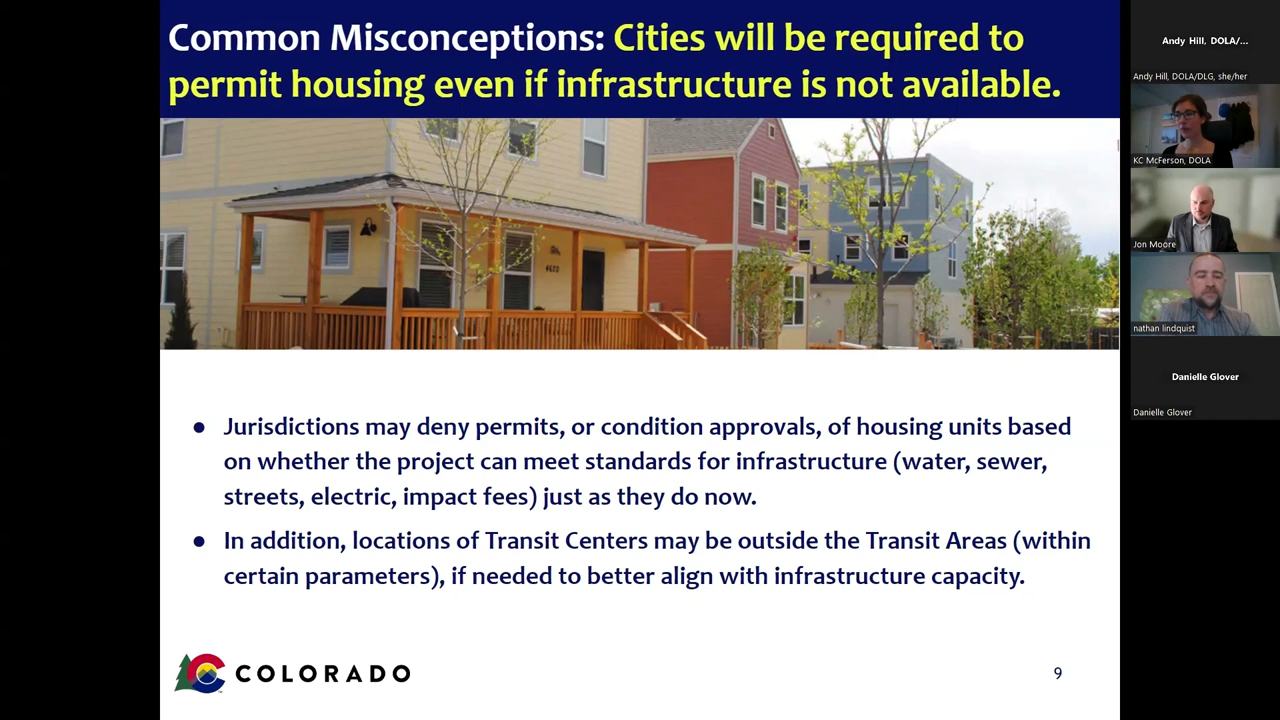 Common Misconceptions: Cities will be required to
permit housing even if infrastructure is not available.
4623
● Jurisdictions may deny permits, or condition approvals, of housing units based
on whether the project can meet standards for infrastructure (water, sewer,
streets, electric, impact fees) just as they do now.
● In addition, locations of Transit Centers may be outside the Transit Areas (within
certain parameters), if needed to better align with infrastructure capacity.
COLORADO
9
Andy Hill, DOLA/...
Andy Hill, DOLA/DLG, she/her
KC McFerson, DOLA
Jon Moore
nathan lindquist
Danielle Glover
Danielle Glover